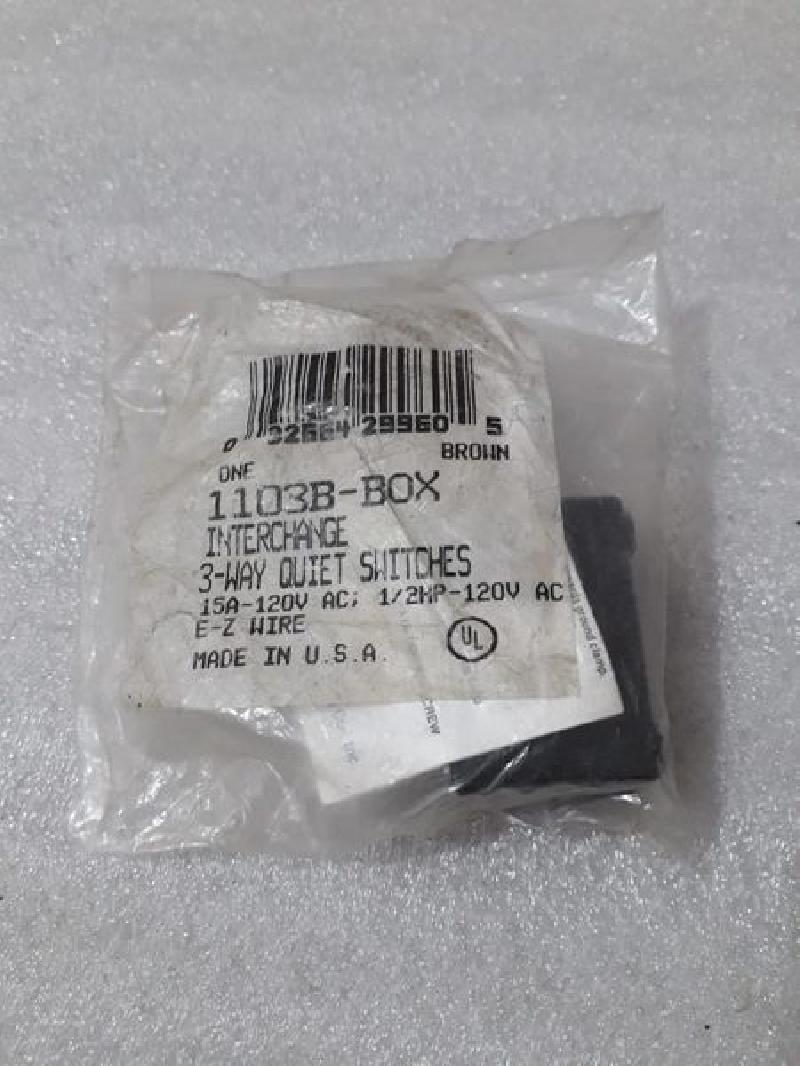 0 32664 29960 5
BROWN
ONE
1103B-BOX
INTERCHANGE
3-WAY QUIET SWITCHES
15A-120V AC; 1/2HP-120V AC
E-Z WIRE
UL
MADE IN U.S.A.